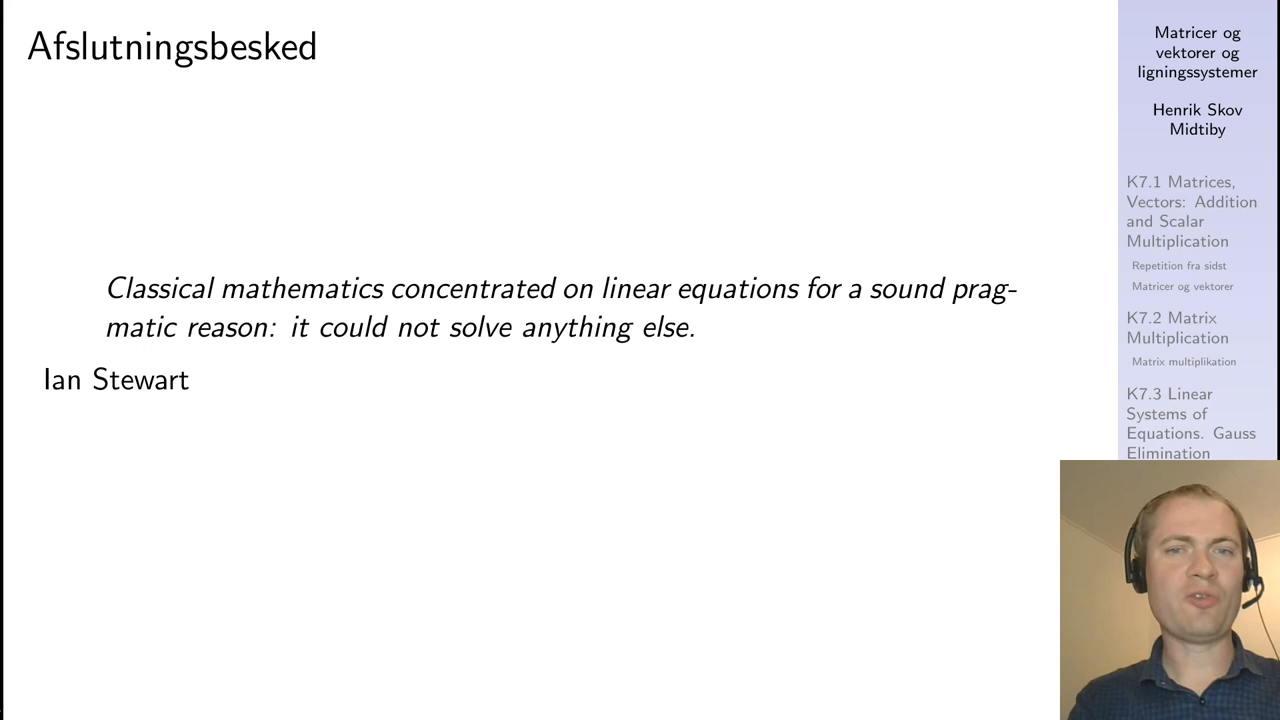 Afslutningsbesked
Classical mathematics concentrated on linear equations for a sound prag-
matic reason: it could not solve anything else.
Ian Stewart
Matricer og
vektorer og
ligningssystemer
Henrik Skov
Midtiby
K7.1 Matrices,
Vectors: Addition
and Scalar
Multiplication
Repetition fra sidst
Matricer og vektorer
K7.2 Matrix
Multiplication
Matrix multiplikation
K7.3 Linear
Systems of
Equations. Gauss
Elimination